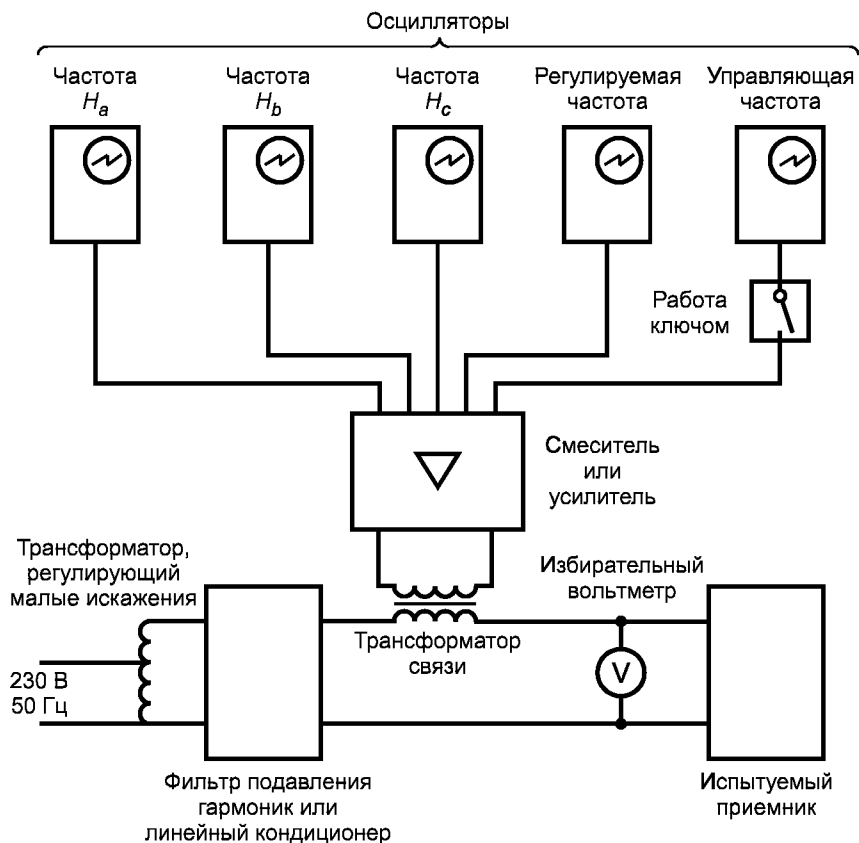 Осцилляторы
Частота
Ha
Частота
Hb
Частота
Hc
Регулируемая
частота
Управляющая
частота
Работа
ключом
Смеситель
или
усилитель
Трансформатор,
регулирующий
малые искажения
Избирательный
вольтметр
Трансформатор
связи
230 В
50 Гц
V
Фильтр подавления
гармоник или
линейный кондиционер
Испытуемый
приемник